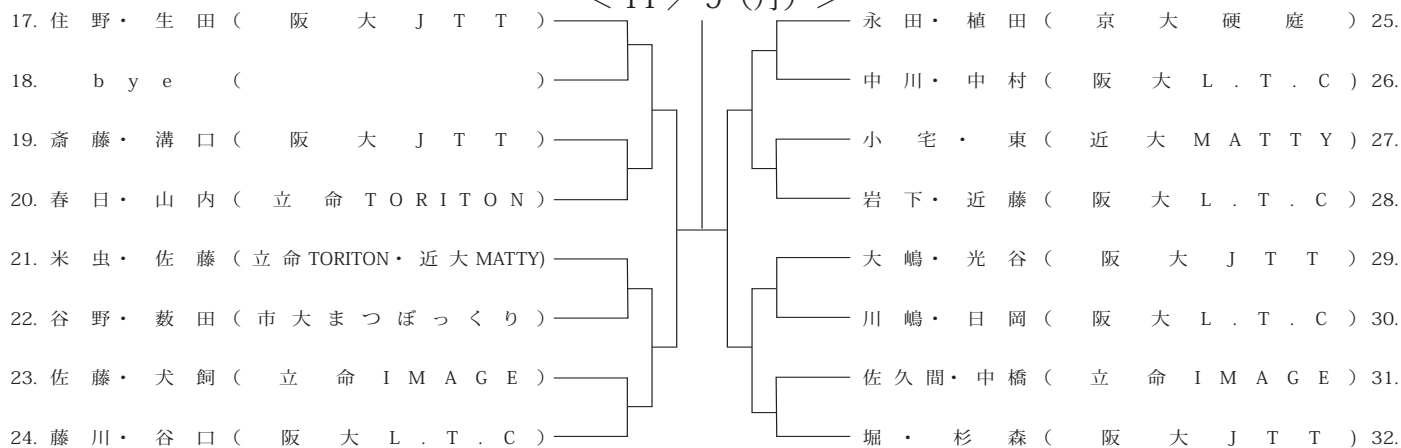 < 11 / 5 (月) >
17. 住野・生田(阪大JTT)
18. bye( )
19. 斎藤・溝口(阪大JTT)
20. 春日・山内(立命TORITON)
21. 米虫・佐藤(立命TORITON・近大MATTY)
22. 谷野・薮田(市大まつぼっくり)
23. 佐藤・犬飼(立命IMAGE)
24. 藤川・谷口(阪大L.T.C)
永田・植田(京大硬庭)25.
中川・中村(阪大L.T.C)26.
小宅・東(近大MATTY)27.
岩下・近藤(阪大L.T.C)28.
大嶋・光谷(阪大JTT)29.
川嶋・日岡(阪大L.T.C)30.
佐久間・中橋(立命IMAGE)31.
堀・杉森(阪大JTT)32.